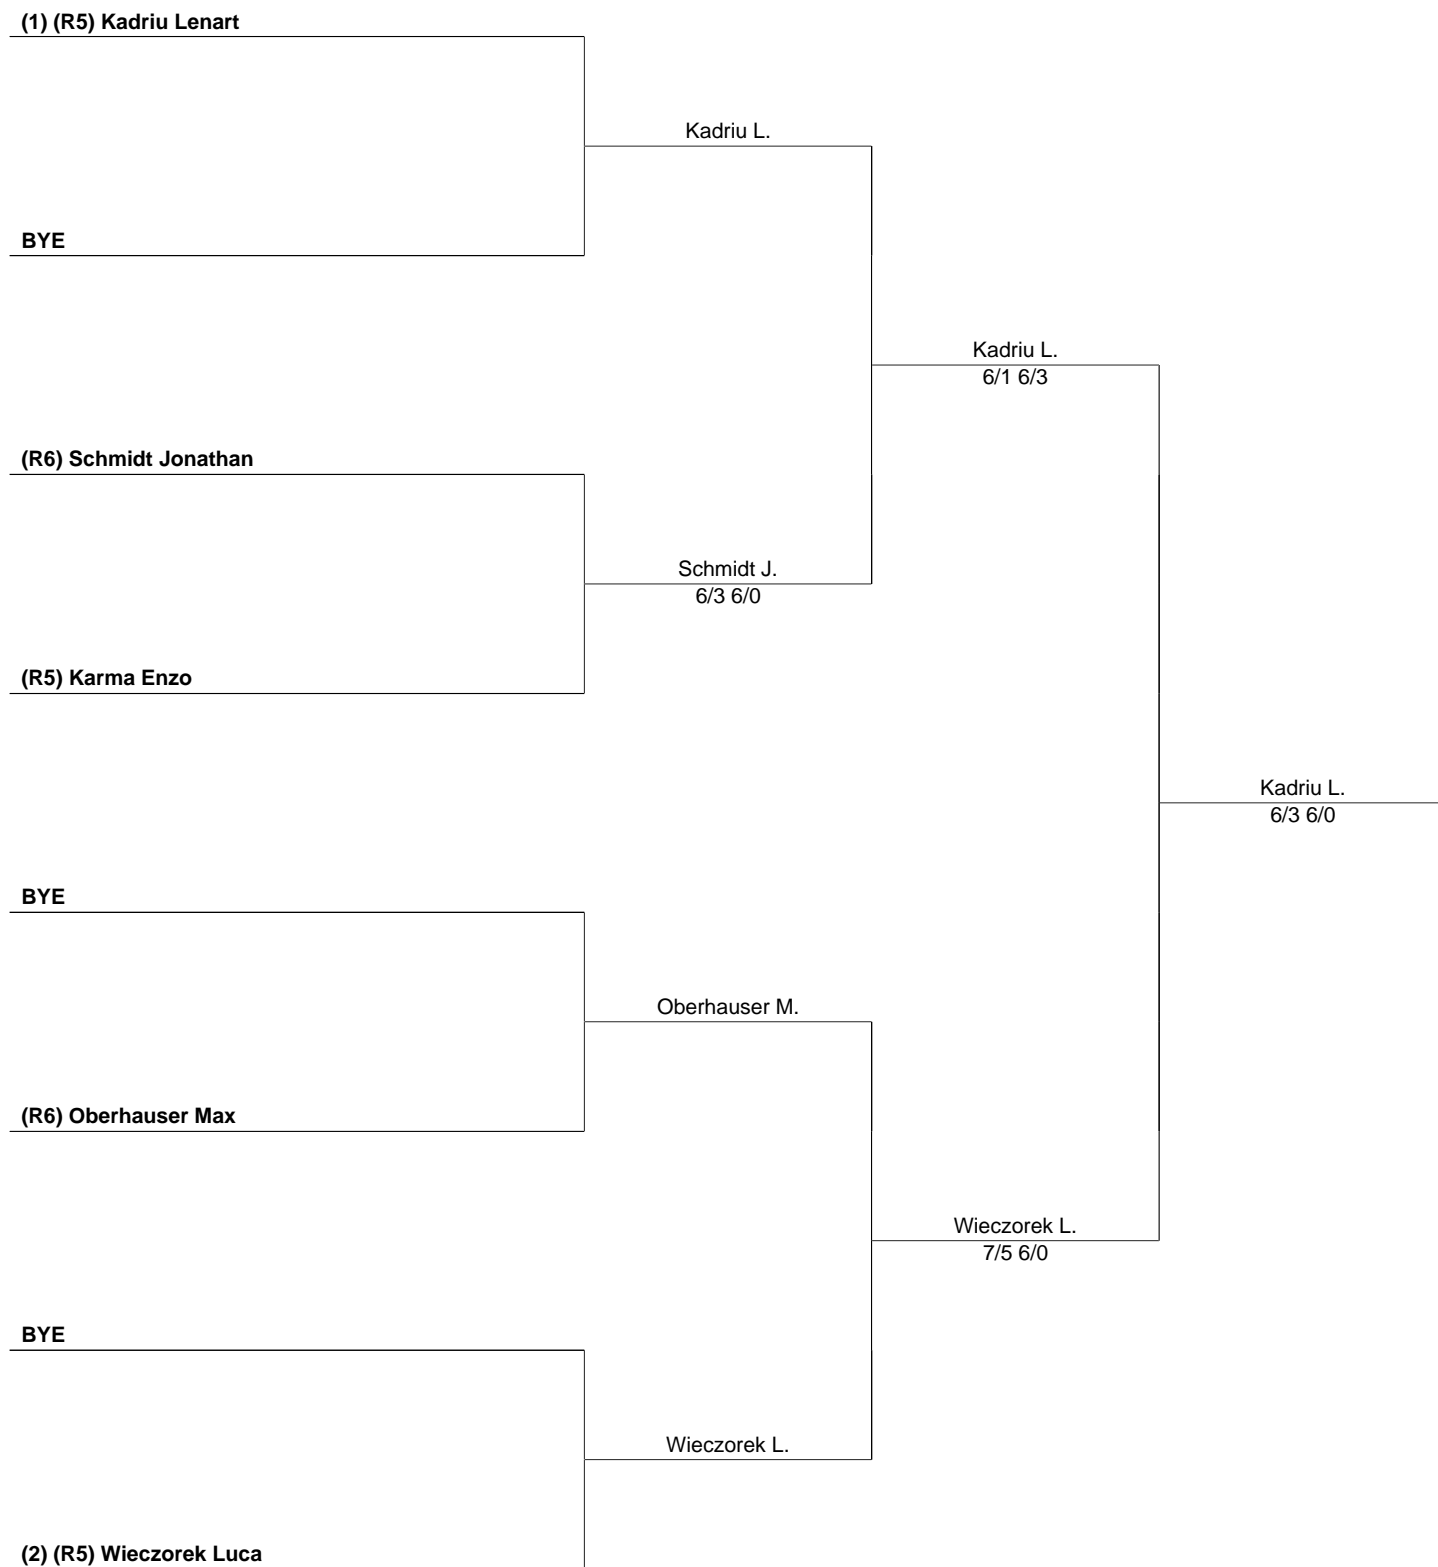 (1) (R5) Kadriu Lenart
Kadriu L.
BYE
Kadriu L.
6/1 6/3
(R6) Schmidt Jonathan
Schmidt J.
6/3 6/0
(R5) Karma Enzo
Kadriu L.
6/3 6/0
BYE
Oberhauser M.
(R6) Oberhauser Max
Wieczorek L.
7/5 6/0
BYE
Wieczorek L.
(2) (R5) Wieczorek Luca